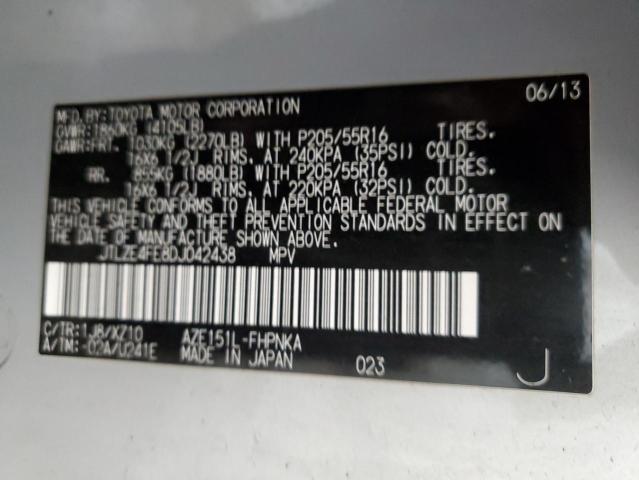 MFD. BY: TOYOTA MOTOR CORPORATION 06/13
GVWR: 1860KG (4105LB)
GAWR: FRT. 1030KG (2270LB) WITH P205/55R16 TIRES.
16X6 1/2J RIMS. AT 240KPA (35PSI) COLD.
RR. 855KG (1880LB) WITH P205/55R16 TIRES.
16X6 1/2J RIMS. AT 220KPA (32PSI) COLD.
THIS VEHICLE CONFORMS TO ALL APPLICABLE FEDERAL MOTOR
VEHICLE SAFETY AND THEFT PREVENTION STANDARDS IN EFFECT ON
THE DATE OF MANUFACTURE SHOWN ABOVE.
JTLZE4FE8DJ042438 MPV
C/TR: 1J8/XZ10 AZE151L-FHPNKA
A/TM: -02A/U241E MADE IN JAPAN 023
J